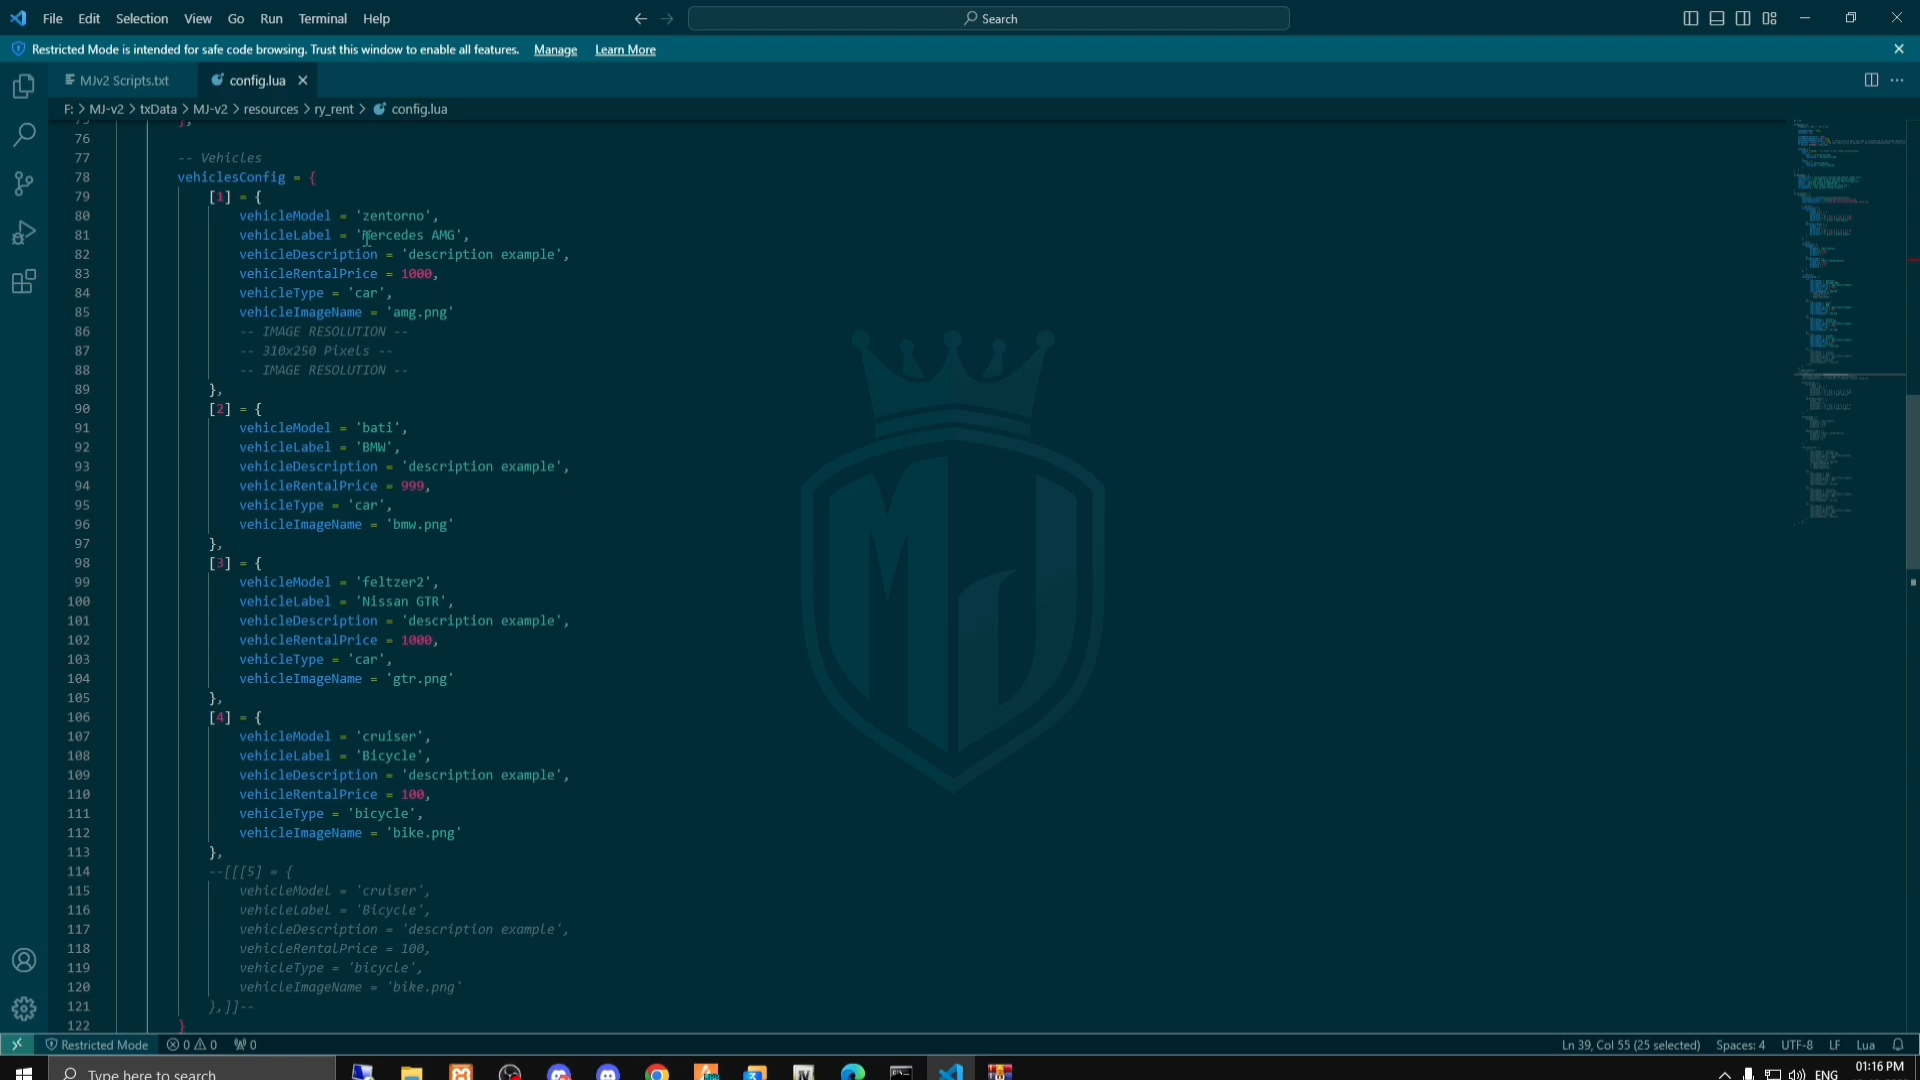 File Edit Selection View Go Run Terminal Help
Search
Restricted Mode is intended for safe code browsing. Trust this window to enable all features. Manage Learn More
MJv2 Scripts.txt config.lua
F: > MJ-v2 > txData > MJ-v2 > resources > ry_rent > config.lua
75 },
76
77 -- Vehicles
78 vehiclesConfig = {
79 [1] = {
80 vehicleModel = 'zentorno',
81 vehicleLabel = 'Mercedes AMG',
82 vehicleDescription = 'description example',
83 vehicleRentalPrice = 1000,
84 vehicleType = 'car',
85 vehicleImageName = 'amg.png'
86 -- IMAGE RESOLUTION --
87 -- 310x250 Pixels --
88 -- IMAGE RESOLUTION --
89 },
90 [2] = {
91 vehicleModel = 'bati',
92 vehicleLabel = 'BMW',
93 vehicleDescription = 'description example',
94 vehicleRentalPrice = 999,
95 vehicleType = 'car',
96 vehicleImageName = 'bmw.png'
97 },
98 [3] = {
99 vehicleModel = 'feltzer2',
100 vehicleLabel = 'Nissan GTR',
101 vehicleDescription = 'description example',
102 vehicleRentalPrice = 1000,
103 vehicleType = 'car',
104 vehicleImageName = 'gtr.png'
105 },
106 [4] = {
107 vehicleModel = 'cruiser',
108 vehicleLabel = 'Bicycle',
109 vehicleDescription = 'description example',
110 vehicleRentalPrice = 100,
111 vehicleType = 'bicycle',
112 vehicleImageName = 'bike.png'
113 },
114 --[[[5] = {
115 vehicleModel = 'cruiser',
116 vehicleLabel = 'Bicycle',
117 vehicleDescription = 'description example',
118 vehicleRentalPrice = 100,
119 vehicleType = 'bicycle',
120 vehicleImageName = 'bike.png'
121 },]]--
122 }
MJ
Restricted Mode 0 0 0 Ln 39, Col 55 (25 selected) Spaces: 4 UTF-8 LF Lua
Type here to search ENG 01:16 PM